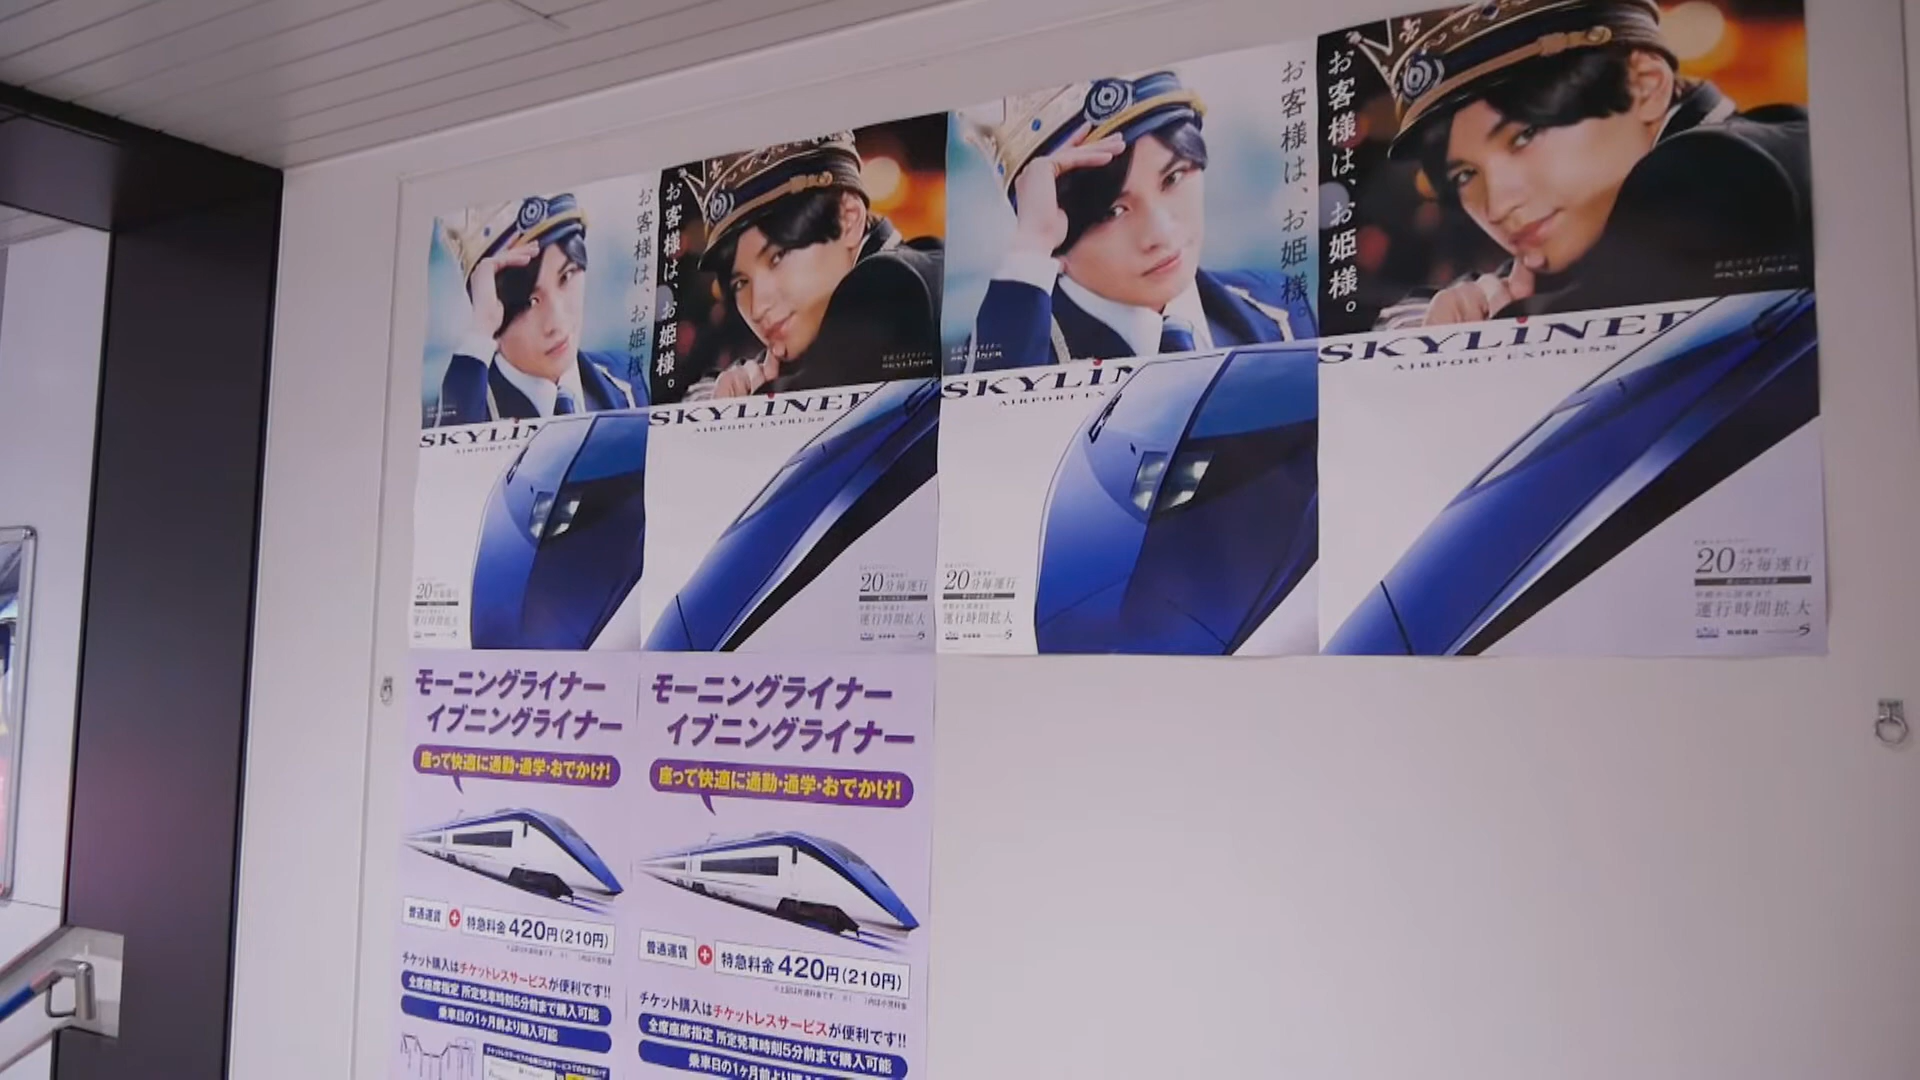 お客様は、お姫様
SKYLIN
AIRPORT EX
20分毎運行
運行時間拡大
お客様は、お姫様。
SKYLINER
SKYLINER
AIRPORT EXPRESS
20分毎運行
運行時間拡大
お客様は、お姫様。
SKYLINER
SKYLIN
AIRPORT EX
20分毎運行
運行時間拡大
お客様は、お姫様。
SKYLINER
SKYLINER
AIRPORT EXPRESS
20分毎運行
運行時間拡大
モーニングライナー
イブニングライナー
座って快適に通勤・通学・おでかけ!
普通運賃 + 特急料金420円(210円)
チケット購入はチケットレスサービスが便利です!!
全席座席指定 所定発車時刻5分前まで購入可能
乗車日の1ヶ月前より購入可能
モーニングライナー
イブニングライナー
座って快適に通勤・通学・おでかけ!
普通運賃 + 特急料金420円(210円)
チケット購入はチケットレスサービスが便利です!!
全席座席指定 所定発車時刻5分前まで購入可能
乗車日の1ヶ月前より購入可能